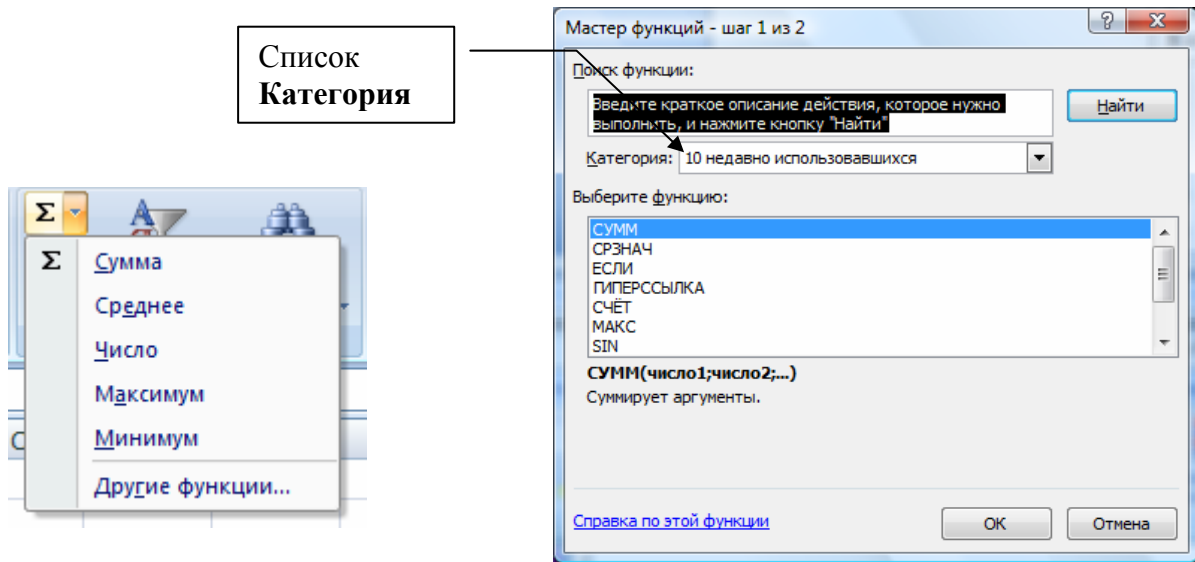 Список
Категория
Σ
Σ Сумма
Среднее
Число
Максимум
Минимум
Другие функции...
Мастер функций - шаг 1 из 2
Поиск функции:
Введите краткое описание действия, которое нужно
выполнить, и нажмите кнопку "Найти"
Найти
Категория: 10 недавно использовавшихся
Выберите функцию:
СУММ
СРЗНАЧ
ЕСЛИ
ГИПЕРССЫЛКА
СЧЁТ
МАКС
SIN
СУММ(число1;число2;...)
Суммирует аргументы.
Справка по этой функции
ОК
Отмена